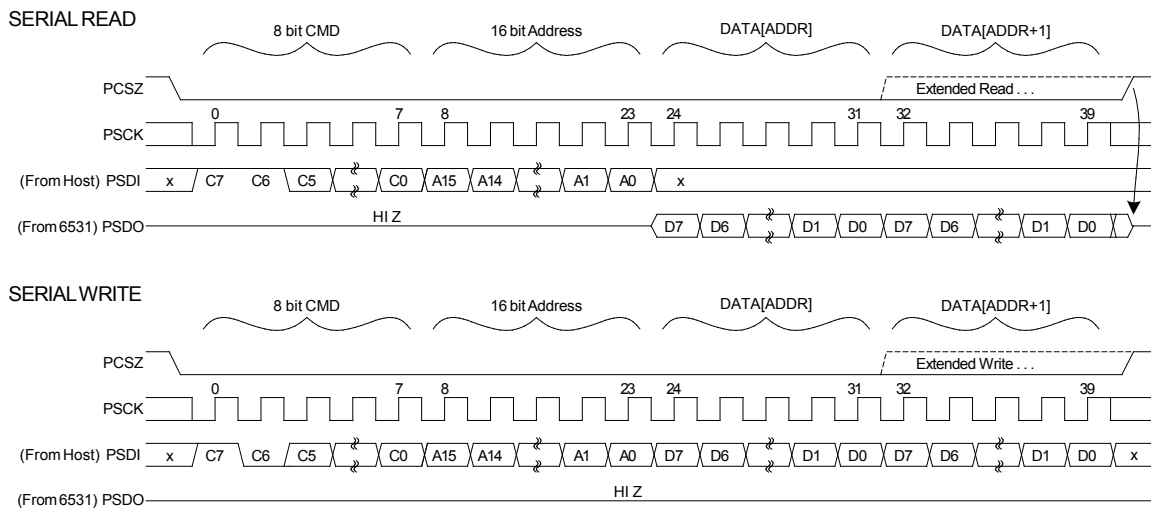 SERIAL READ
8 bit CMD 16 bit Address DATA[ADDR] DATA[ADDR+1]
PCSZ Extended Read . . .
0 7 8 23 24 31 32 39
PSCK
(From Host) PSDI x C7 C6 C5 C0 A15 A14 A1 A0 x
HI Z
(From 6531) PSDO D7 D6 D1 D0 D7 D6 D1 D0
SERIAL WRITE
8 bit CMD 16 bit Address DATA[ADDR] DATA[ADDR+1]
PCSZ Extended Write . . .
0 7 8 23 24 31 32 39
PSCK
(From Host) PSDI x C7 C6 C5 C0 A15 A14 A1 A0 D7 D6 D1 D0 D7 D6 D1 D0 x
HI Z
(From 6531) PSDO